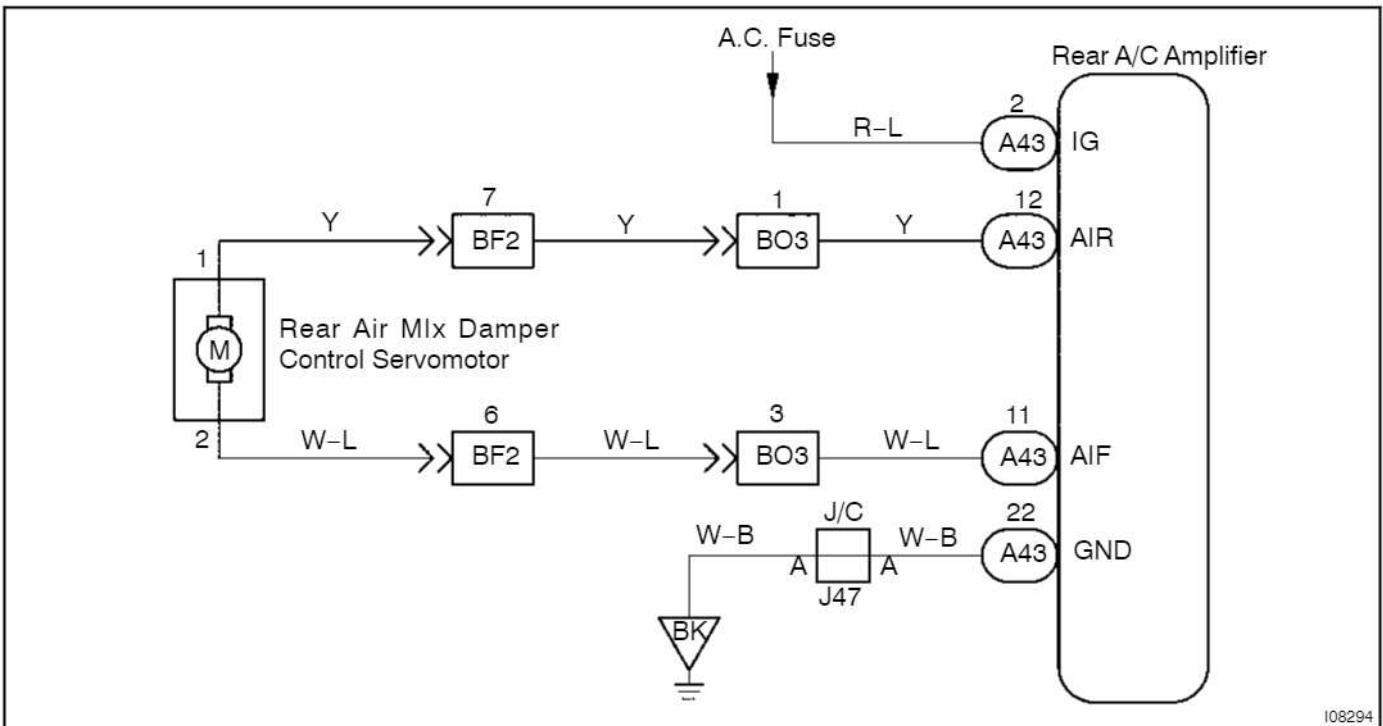 A.C. Fuse
Rear A/C Amplifier
2
R-L
A43
IG
7
1
12
Y
Y
Y
BF2
BO3
A43
AIR
1
M
Rear Air MIx Damper
Control Servomotor
2
6
3
11
W-L
W-L
W-L
BF2
BO3
A43
AIF
J/C
22
W-B
W-B
A
A
A43
GND
J47
BK
I08294